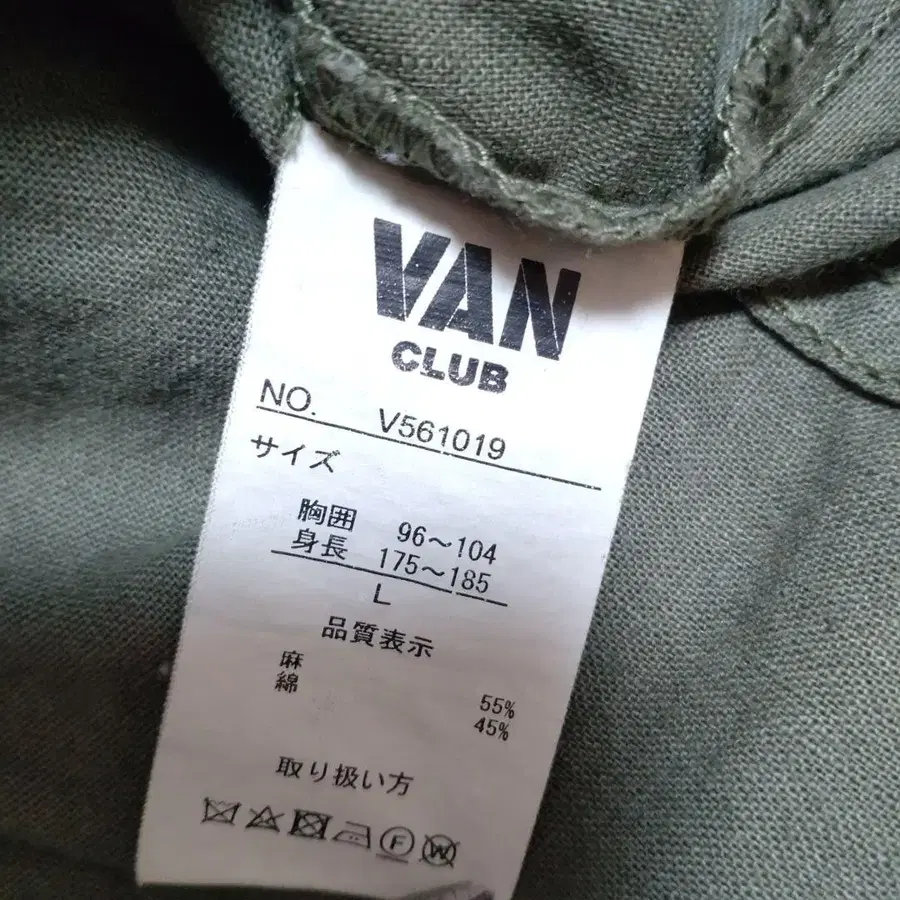 VAN
CLUB
NO. V561019
サイズ
胸囲 96～104
身長 175～185
L
品質表示
麻 55%
綿 45%
取り扱い方
F W